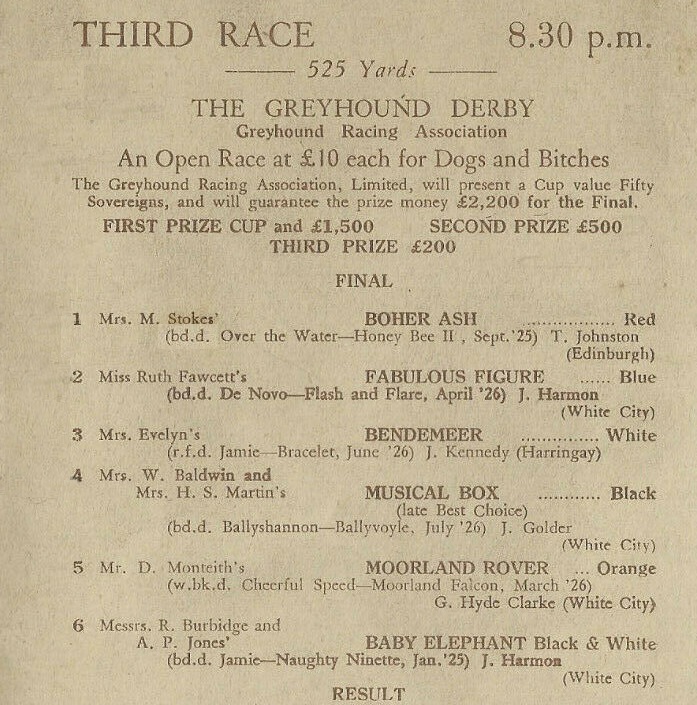 THIRD RACE 8.30 p.m.
525 Yards
THE GREYHOUND DERBY
Greyhound Racing Association
An Open Race at £10 each for Dogs and Bitches
The Greyhound Racing Association, Limited, will present a Cup value Fifty
Sovereigns, and will guarantee the prize money £2,200 for the Final.
FIRST PRIZE CUP and £1,500 SECOND PRIZE £500
THIRD PRIZE £200
FINAL
1 Mrs. M. Stokes' BOHER ASH ................ Red
(bd.d. Over the Water—Honey Bee II, Sept.'25) T. Johnston
(Edinburgh)
2 Miss Ruth Fawcett's FABULOUS FIGURE ...... Blue
(bd.d. De Novo—Flash and Flare, April '26) J. Harmon
(White City)
3 Mrs. Evelyn's BENDEMEER ............... White
(r.f.d. Jamie—Bracelet, June '26) J. Kennedy (Harringay)
4 Mrs. W. Baldwin and
Mrs. H. S. Martin's MUSICAL BOX ............ Black
(late Best Choice)
(bd.d. Ballyshannon—Ballyvoyle, July '26) J. Golder
(White City)
5 Mr. D. Monteith's MOORLAND ROVER ... Orange
(w.bk.d. Cheerful Speed—Moorland Falcon, March '26)
G. Hyde Clarke (White City)
6 Messrs. R. Burbidge and
A. P. Jones' BABY ELEPHANT Black & White
(bd.d. Jamie—Naughty Ninette, Jan.'25) J. Harmon
(White City)
RESULT